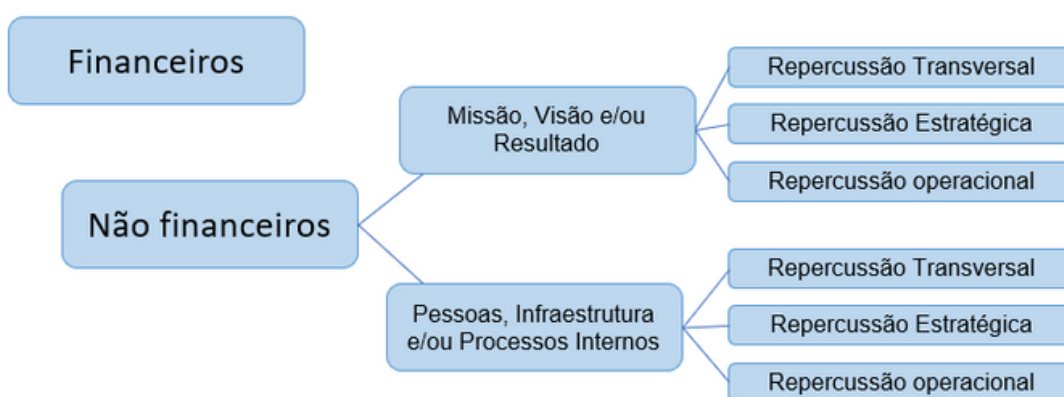 Financeiros
Não financeiros
Missão, Visão e/ou
Resultado
Repercussão Transversal
Repercussão Estratégica
Repercussão operacional
Pessoas, Infraestrutura
e/ou Processos Internos
Repercussão Transversal
Repercussão Estratégica
Repercussão operacional